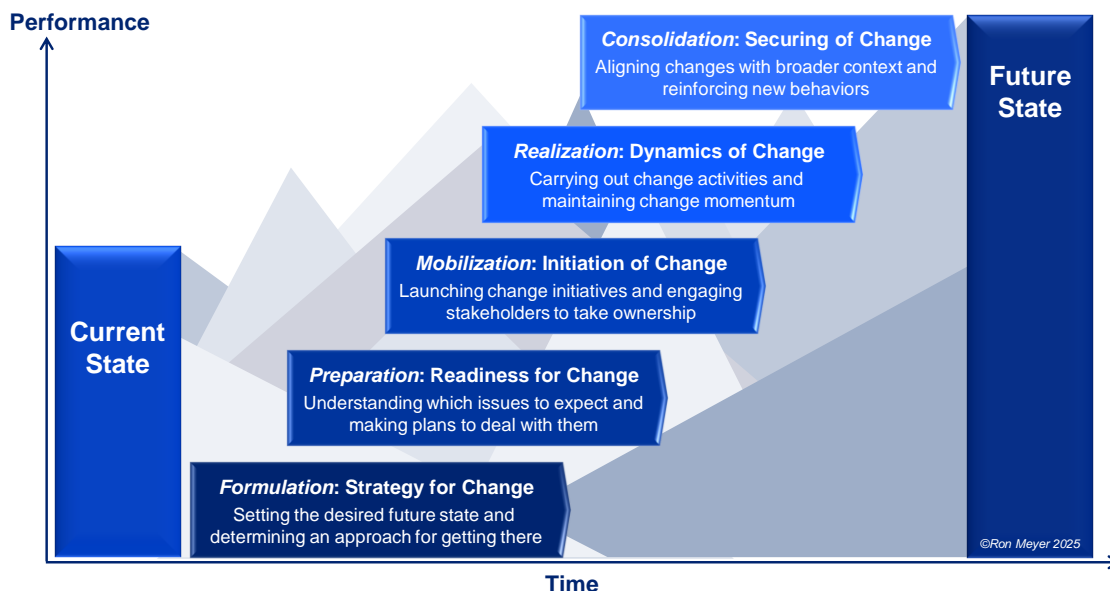 Performance
Consolidation: Securing of Change
Aligning changes with broader context and
reinforcing new behaviors
Future
State
Realization: Dynamics of Change
Carrying out change activities and
maintaining change momentum
Mobilization: Initiation of Change
Launching change initiatives and engaging
stakeholders to take ownership
Current
State
Preparation: Readiness for Change
Understanding which issues to expect and
making plans to deal with them
Formulation: Strategy for Change
Setting the desired future state and
determining an approach for getting there
©Ron Meyer 2025
Time